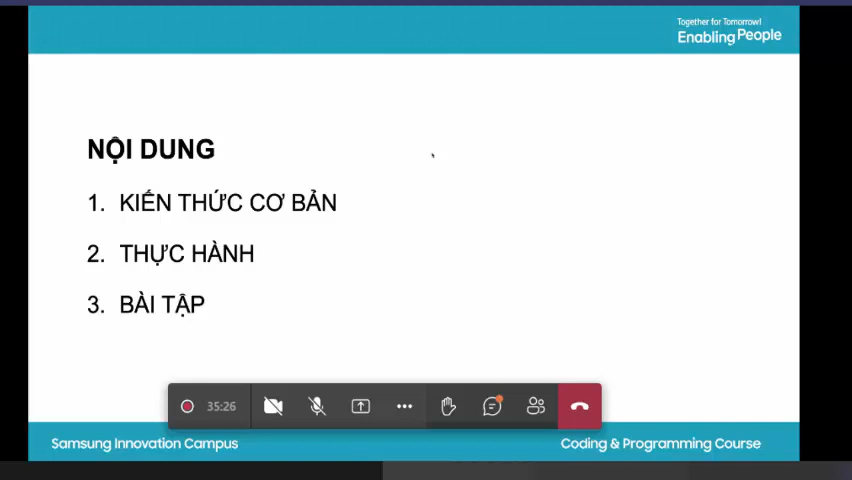 Together for Tomorrow!
Enabling People
NỘI DUNG
1. KIẾN THỨC CƠ BẢN
2. THỰC HÀNH
3. BÀI TẬP
35:26
Samsung Innovation Campus
Coding & Programming Course